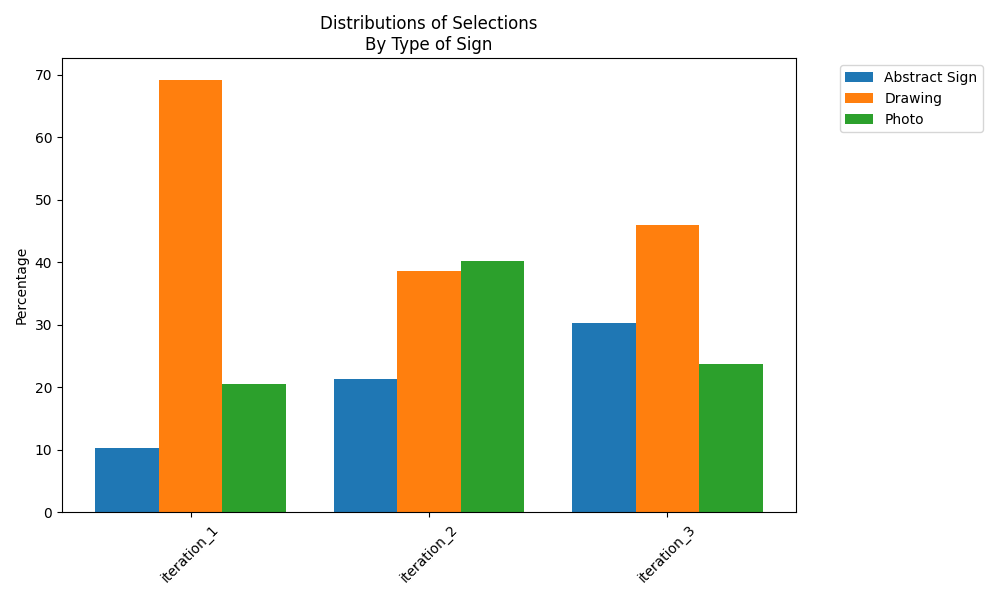 Distributions of Selections
By Type of Sign
Abstract Sign
Drawing
Photo
Percentage
70
60
50
40
30
20
10
0
iteration_1
iteration_2
iteration_3